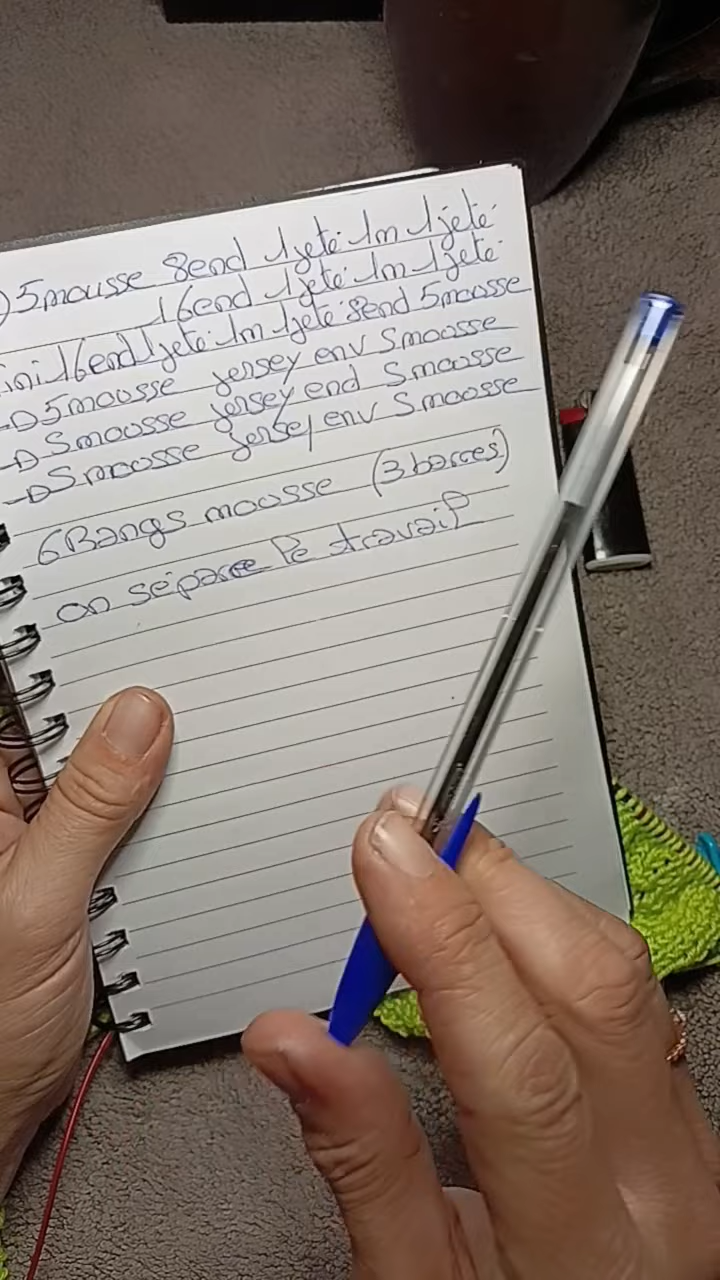 ) 5mousse 8end 1jeté 1m 1jeté
16end 1jeté 1m 1jeté
ini 16end 1jeté 1m 1jeté 8end 5mousse
→ 5mousse jersey env 5mousse
→ 5mousse jersey end 5mousse
→ 5mousse jersey env 5mousse
6 Rangs mousse (3 barres)
on sépare le travail